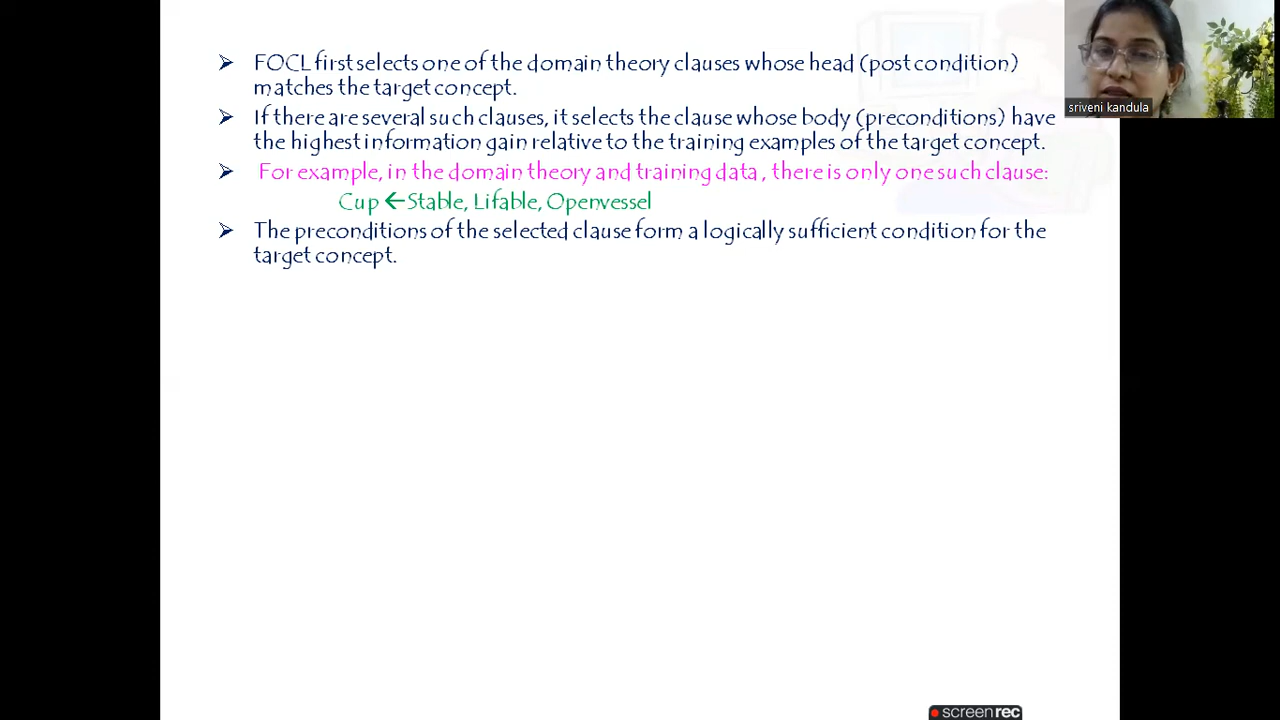 FOCL first selects one of the domain theory clauses whose head (post condition)
matches the target concept.
If there are several such clauses, it selects the clause whose body (preconditions) have
the highest information gain relative to the training examples of the target concept.
For example, in the domain theory and training data , there is only one such clause:
Cup ←Stable, Lifable, Openvessel
The preconditions of the selected clause form a logically sufficient condition for the
target concept.
sriveni kandula
screenrec